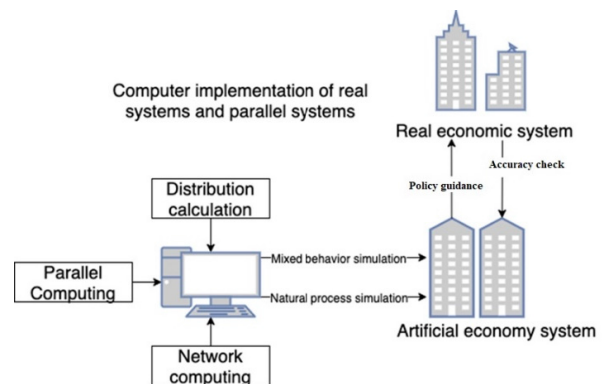 Computer implementation of real
systems and parallel systems
Real economic system
Accuracy check
Policy guidance
Distribution
calculation
Mixed behavior simulation
Parallel
Computing
Natural process simulation
Artificial economy system
Network
computing